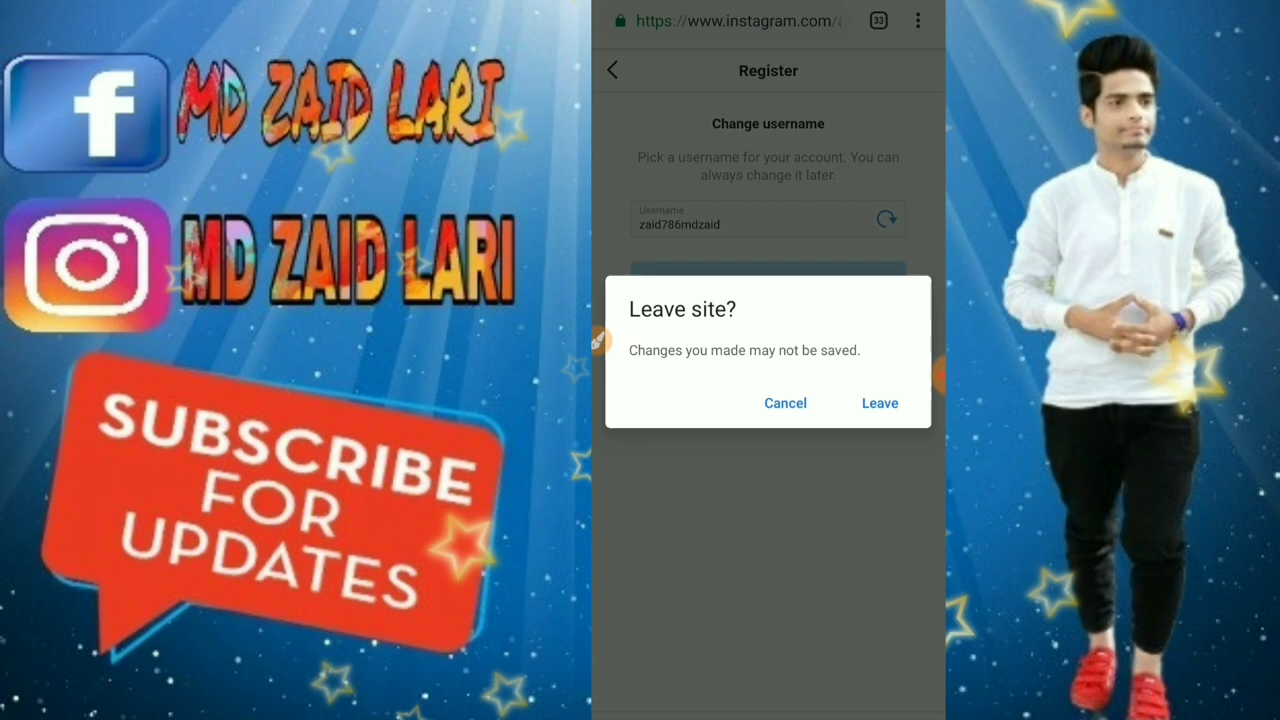 f MD ZAID LARI
MD ZAID LARI
SUBSCRIBE
FOR
UPDATES
https://www.instagram.com/a
33
Register
Change username
Pick a username for your account. You can
always change it later.
Username
zaid786mdzaid
Leave site?
Changes you made may not be saved.
Cancel Leave